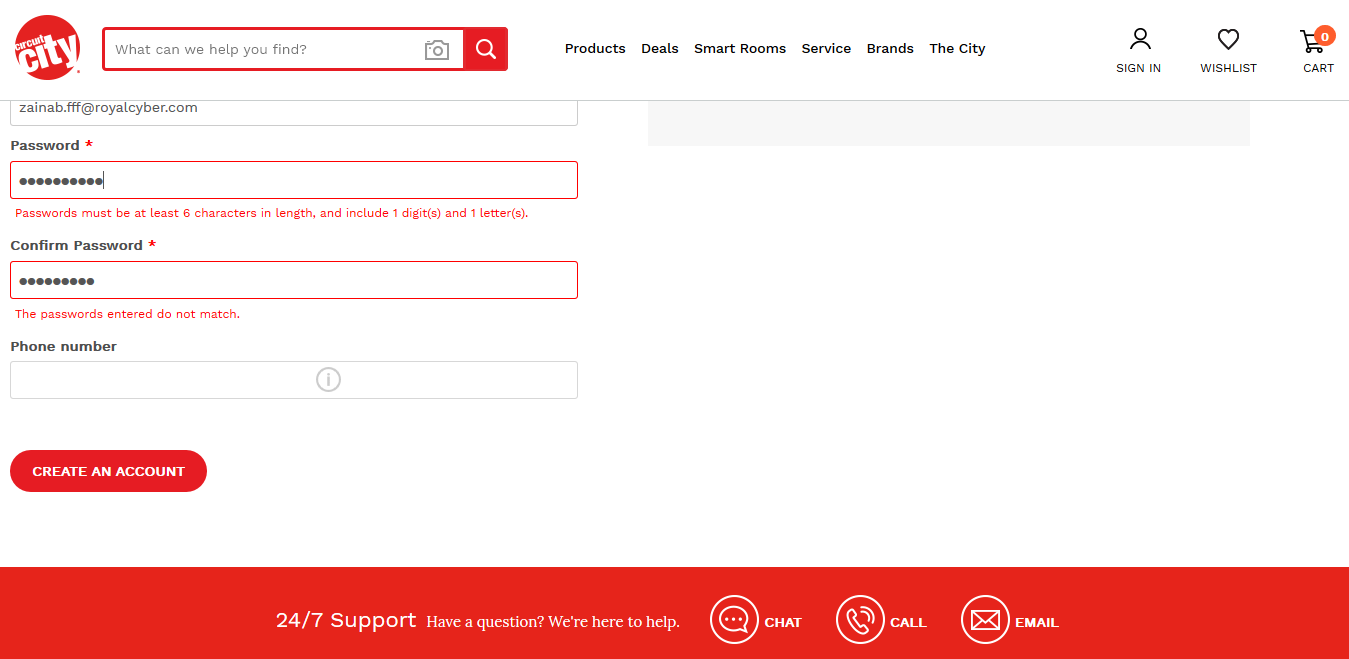 circuit city
What can we help you find?
Products Deals Smart Rooms Service Brands The City
0
SIGN IN WISHLIST CART
zainab.fff@royalcyber.com
Password *
●●●●●●●●●●
Passwords must be at least 6 characters in length, and include 1 digit(s) and 1 letter(s).
Confirm Password *
●●●●●●●●●
The passwords entered do not match.
Phone number
i
CREATE AN ACCOUNT
24/7 Support Have a question? We're here to help. CHAT CALL EMAIL